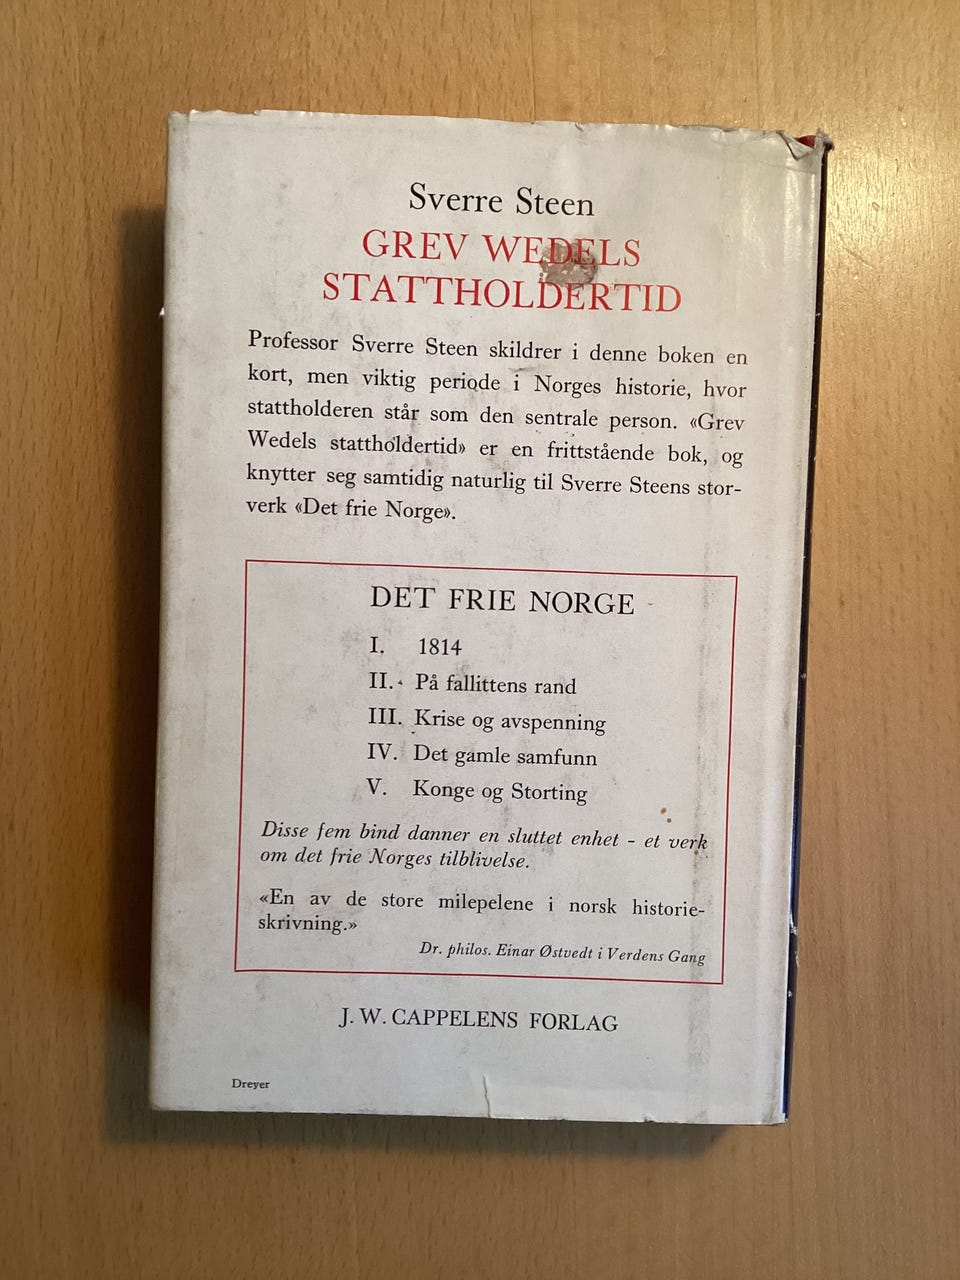 Sverre Steen
GREV WEDELS
STATTHOLDERTID
Professor Sverre Steen skildrer i denne boken en
kort, men viktig periode i Norges historie, hvor
stattholderen står som den sentrale person. «Grev
Wedels stattholdertid» er en frittstående bok, og
knytter seg samtidig naturlig til Sverre Steens stor-
verk «Det frie Norge».
DET FRIE NORGE
I. 1814
II. På fallittens rand
III. Krise og avspenning
IV. Det gamle samfunn
V. Konge og Storting
Disse fem bind danner en sluttet enhet - et verk
om det frie Norges tilblivelse.
«En av de store milepelene i norsk historie-
skrivning.»
Dr. philos. Einar Østvedt i Verdens Gang
J. W. CAPPELENS FORLAG
Dreyer